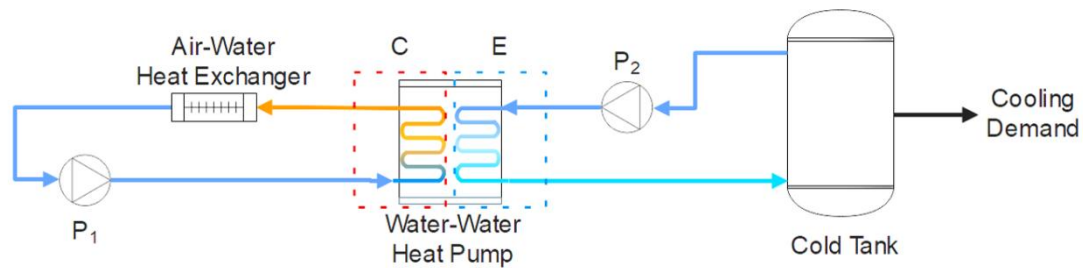 Air-Water
Heat Exchanger
C
E
P2
Cooling
Demand
P1
Water-Water
Heat Pump
Cold Tank